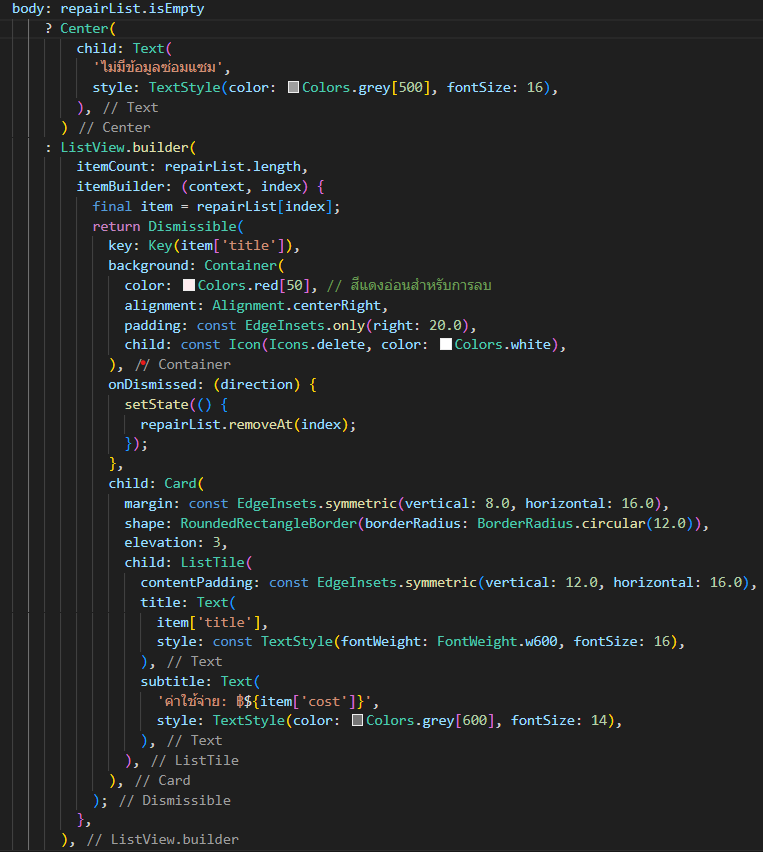 body: repairList.isEmpty
? Center(
child: Text(
'ไม่มีข้อมูลซ่อมแซม',
style: TextStyle(color: Colors.grey[500], fontSize: 16),
), // Text
) // Center
: ListView.builder(
itemCount: repairList.length,
itemBuilder: (context, index) {
final item = repairList[index];
return Dismissible(
key: Key(item['title']),
background: Container(
color: Colors.red[50], // สีแดงอ่อนสำหรับการลบ
alignment: Alignment.centerRight,
padding: const EdgeInsets.only(right: 20.0),
child: const Icon(Icons.delete, color: Colors.white),
), // Container
onDismissed: (direction) {
setState(() {
repairList.removeAt(index);
});
},
child: Card(
margin: const EdgeInsets.symmetric(vertical: 8.0, horizontal: 16.0),
shape: RoundedRectangleBorder(borderRadius: BorderRadius.circular(12.0)),
elevation: 3,
child: ListTile(
contentPadding: const EdgeInsets.symmetric(vertical: 12.0, horizontal: 16.0),
title: Text(
item['title'],
style: const TextStyle(fontWeight: FontWeight.w600, fontSize: 16),
), // Text
subtitle: Text(
'ค่าใช้จ่าย: ฿${item['cost']}',
style: TextStyle(color: Colors.grey[600], fontSize: 14),
), // Text
), // ListTile
), // Card
); // Dismissible
},
), // ListView.builder